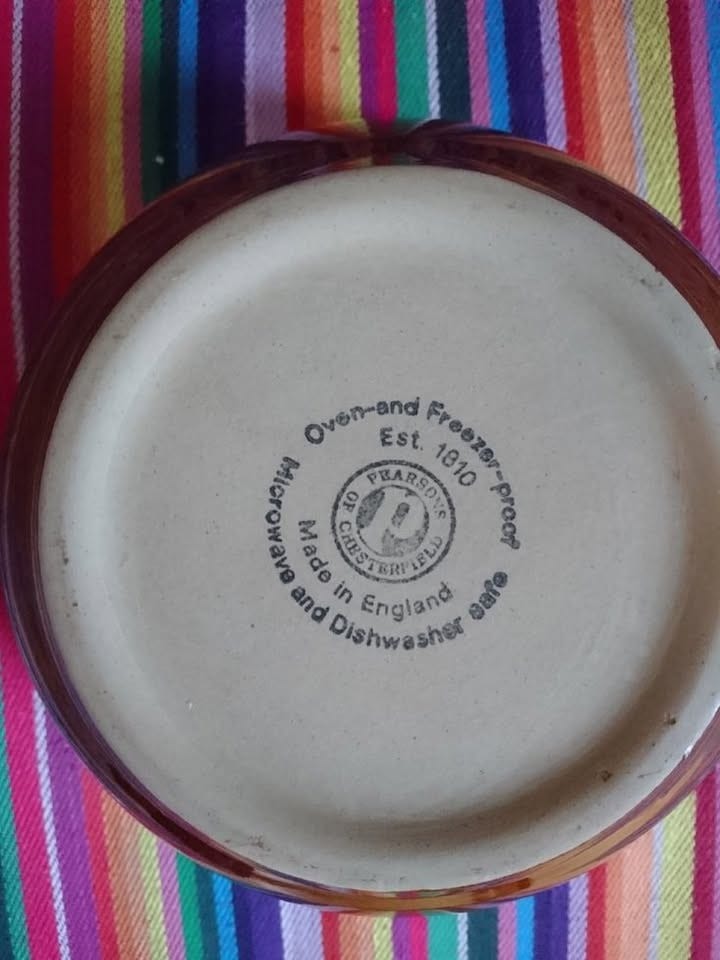 Oven-and Freezer-proof
Est. 1810
PEARSONS
OF CHESTERFIELD
P
Made in England
Microwave and Dishwasher safe